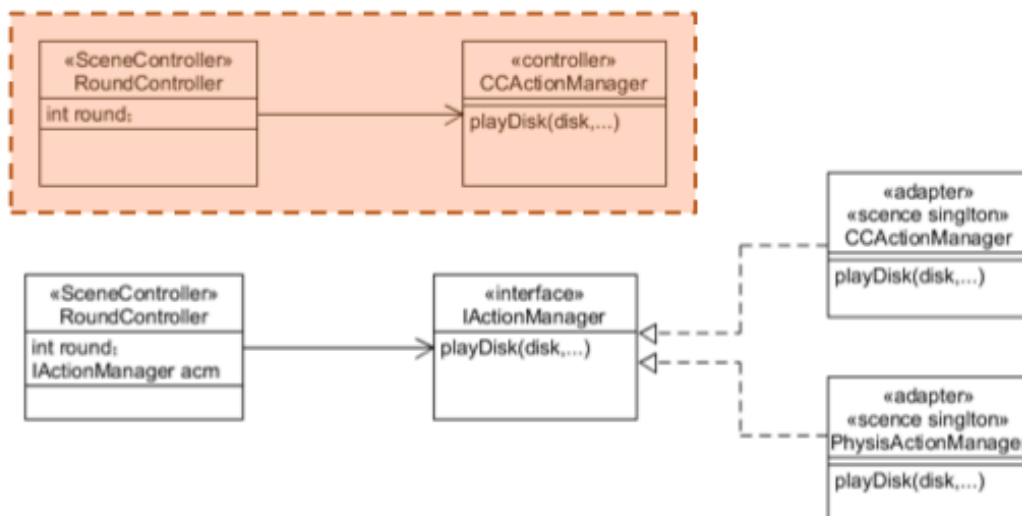 «SceneController»
RoundController
int round;
«controller»
CCActionManager
playDisk(disk,...)
«adapter»
«scence singlton»
CCActionManager
playDisk(disk,...)
«SceneController»
RoundController
int round;
IActionManager acm
«interface»
IActionManager
playDisk(disk,...)
«adapter»
«scence singlton»
PhysisActionManage
playDisk(disk,...)